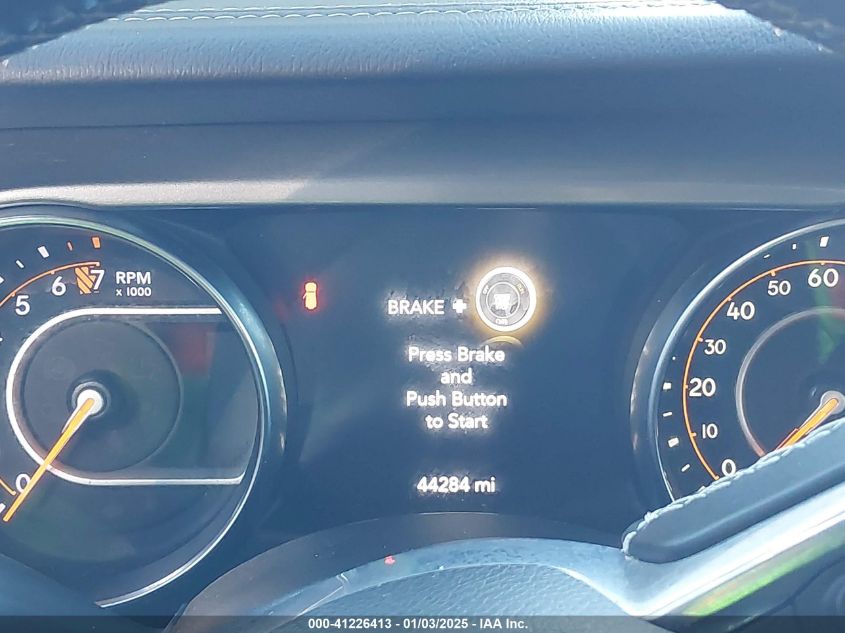 5 6 7 RPM
x 1000
0
BRAKE +
Press Brake
and
Push Button
to Start
44284 mi
60
50
40
30
20
10
0
000-41226413 - 01/03/2025 - IAA Inc.